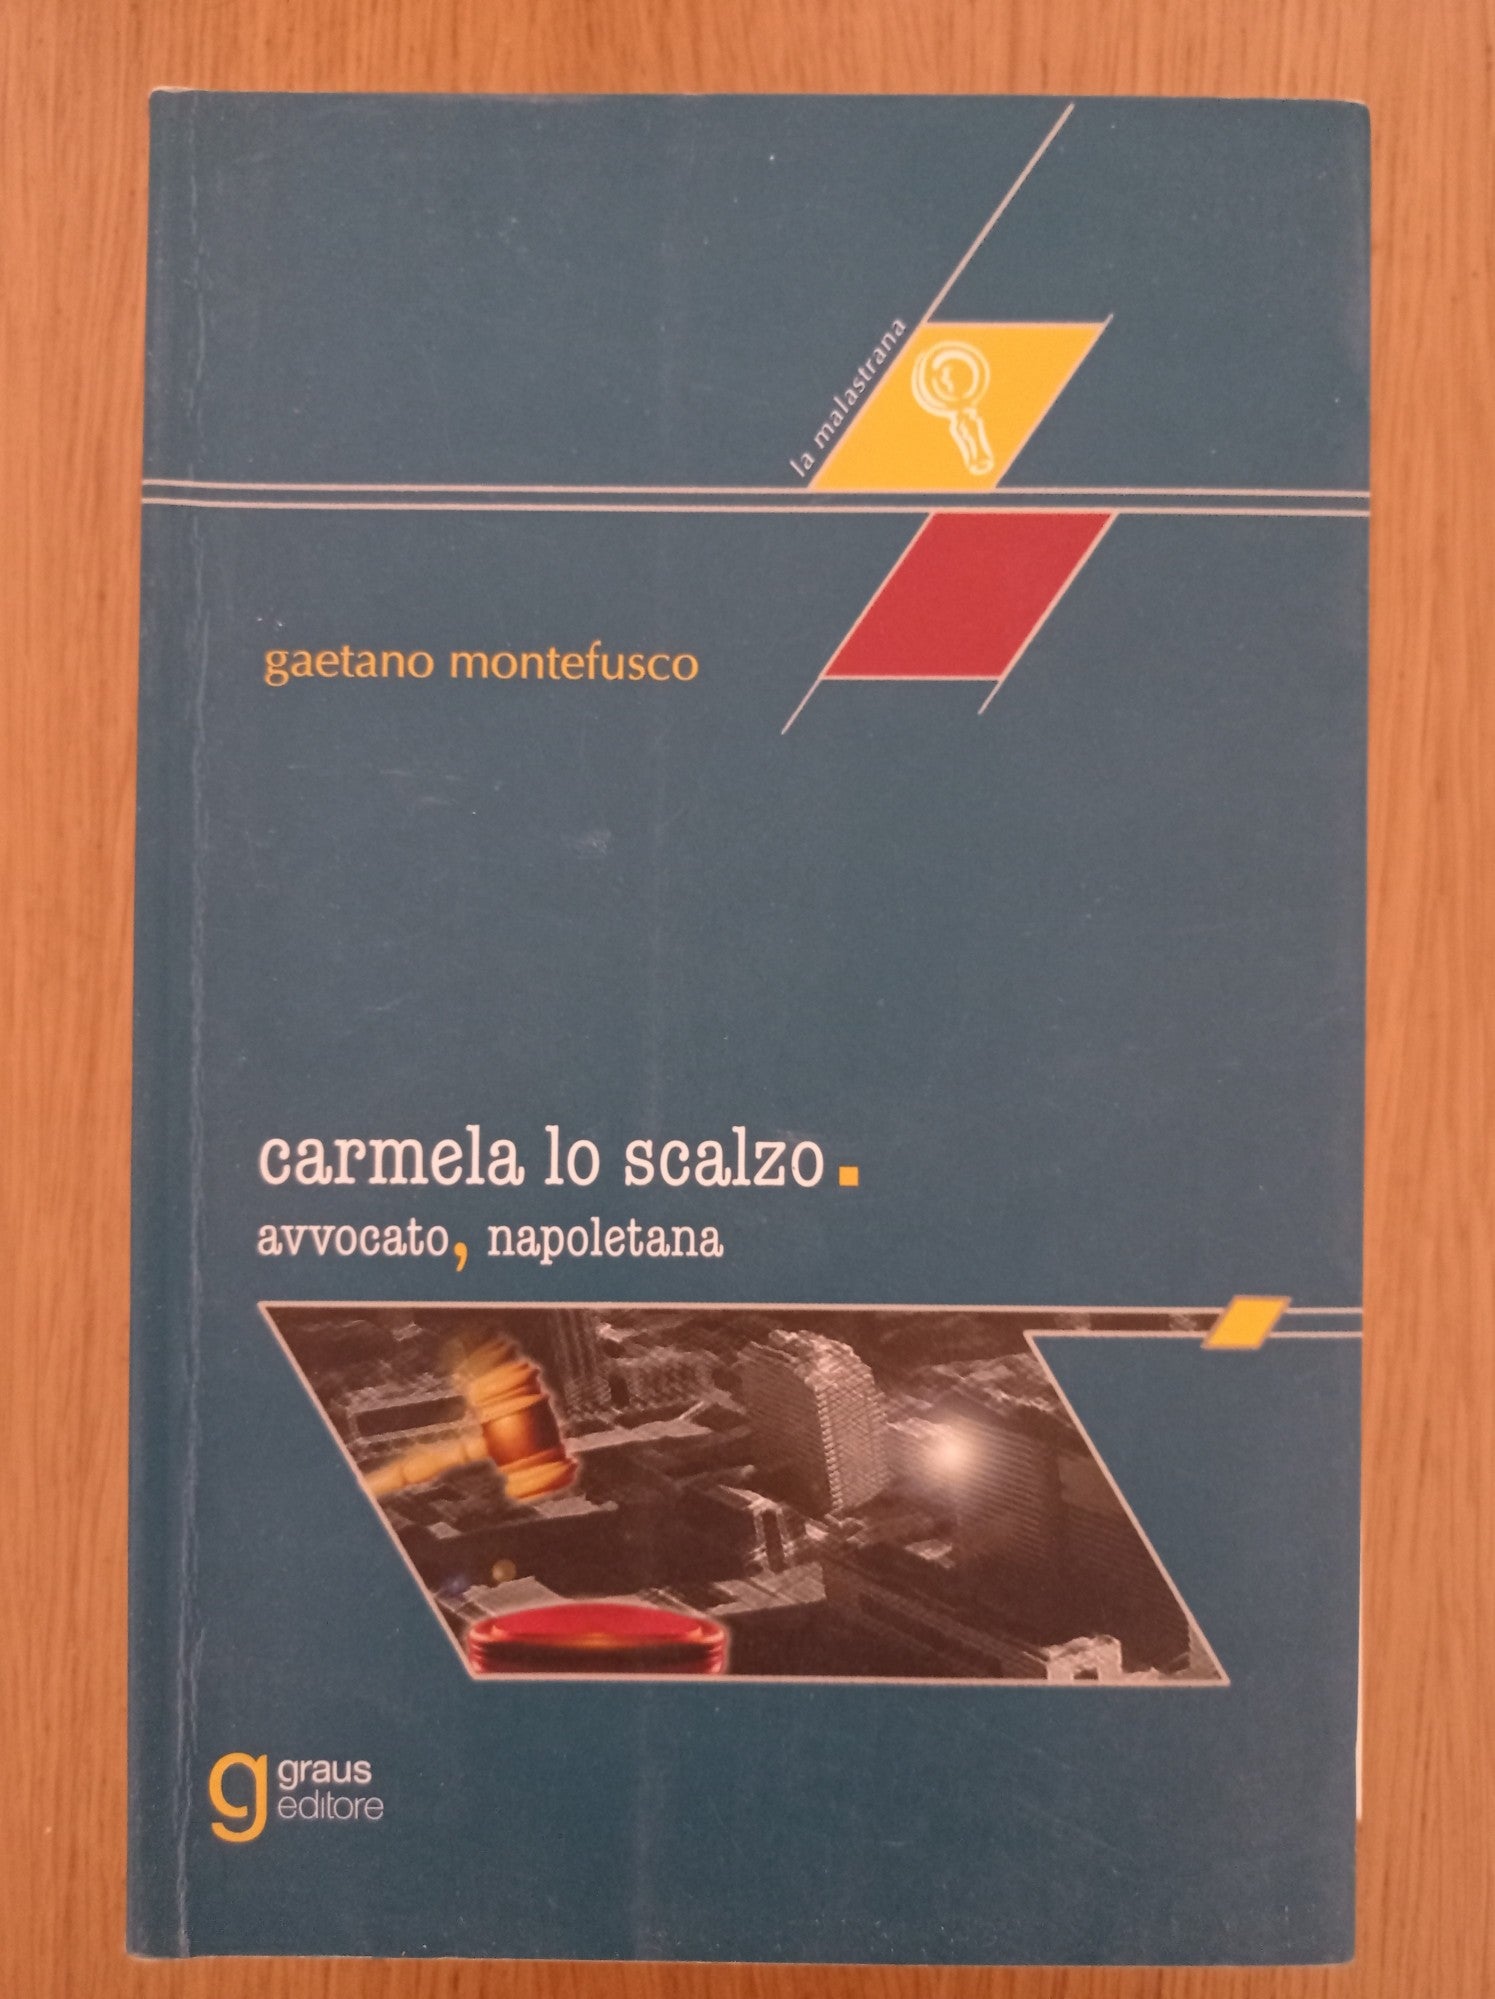 la malastrana
gaetano montefusco
carmela lo scalzo.
avvocato, napoletana
g graus
editore